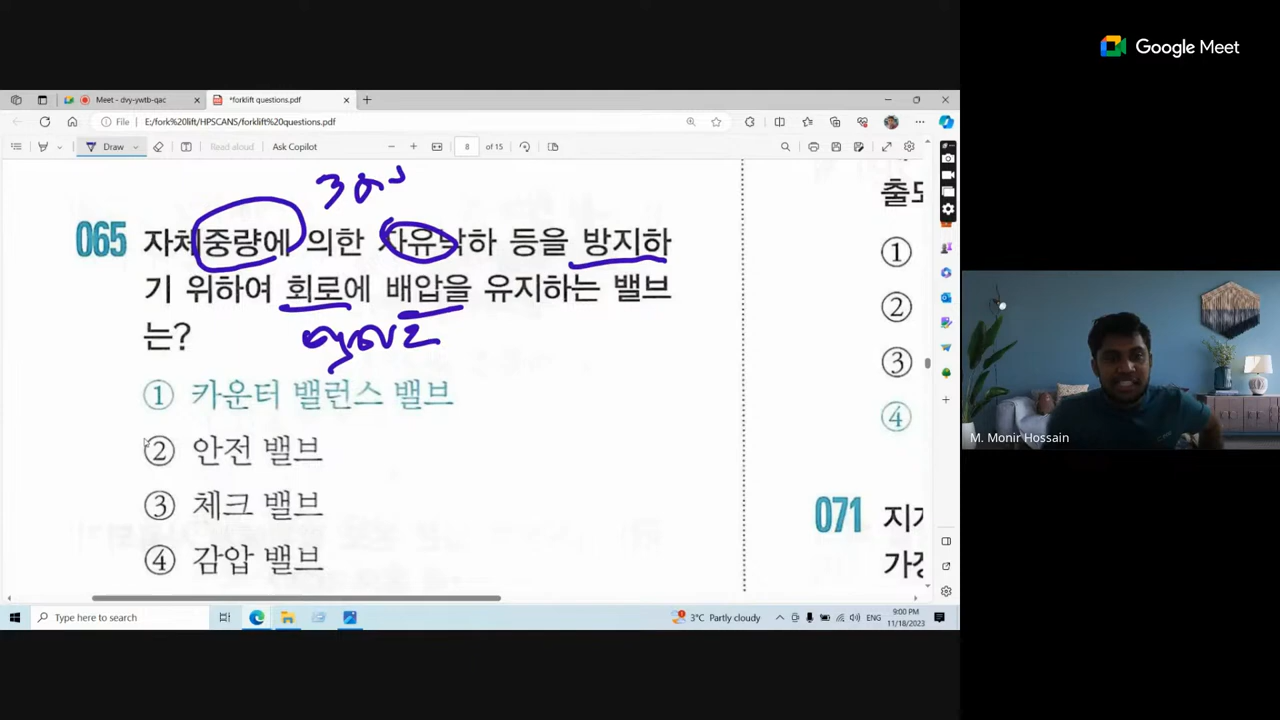 Google Meet
Meet - dvy-ywtb-qac
*forklift questions.pdf
File
E:/fork%20lift/HPSCANS/forklift%20questions.pdf
Draw
Read aloud
Ask Copilot
8
of 15
065 자체중량에 의한 자유낙하 등을 방지하
기 위하여 회로에 배압을 유지하는 밸브
는?
① 카운터 밸런스 밸브
② 안전 밸브
③ 체크 밸브
④ 감압 밸브
①
②
③
④
071
M. Monir Hossain
Type here to search
3°C Partly cloudy
ENG
9:00 PM
11/18/2023